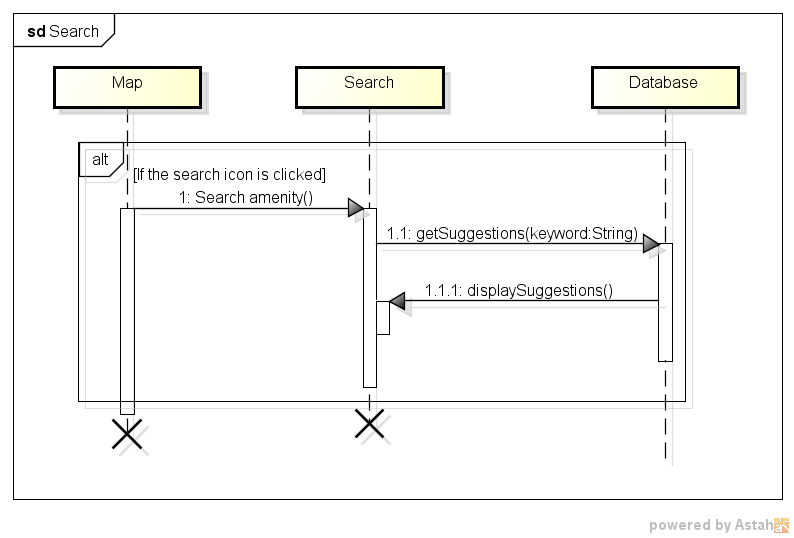 sd Search
Map
Search
Database
alt
[If the search icon is clicked]
1: Search amenity()
1.1: getSuggestions(keyword:String)
1.1.1: displaySuggestions()
powered by Astah